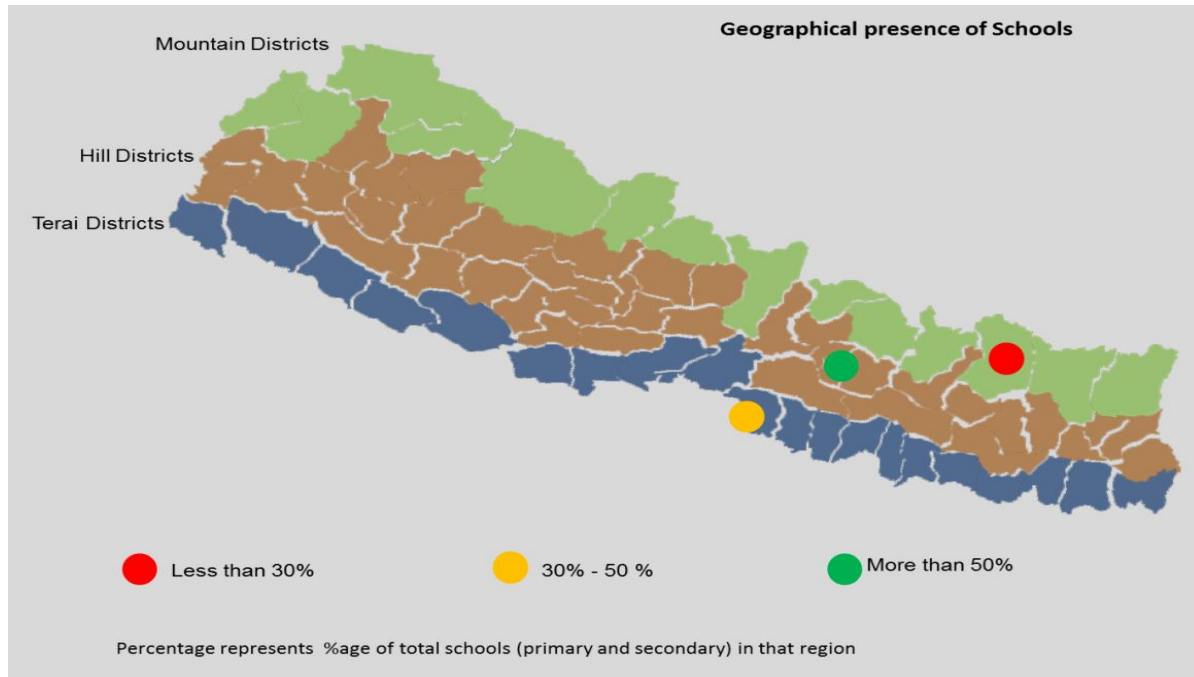 Geographical presence of Schools
Mountain Districts
Hill Districts
Terai Districts
Less than 30%
30% - 50 %
More than 50%
Percentage represents %age of total schools (primary and secondary) in that region